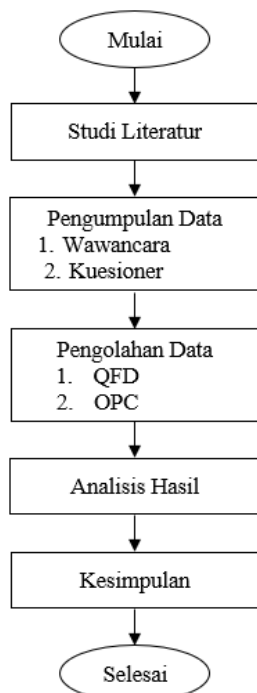 Mulai
Studi Literatur
Pengumpulan Data
1. Wawancara
2. Kuesioner
Pengolahan Data
1. QFD
2. OPC
Analisis Hasil
Kesimpulan
Selesai